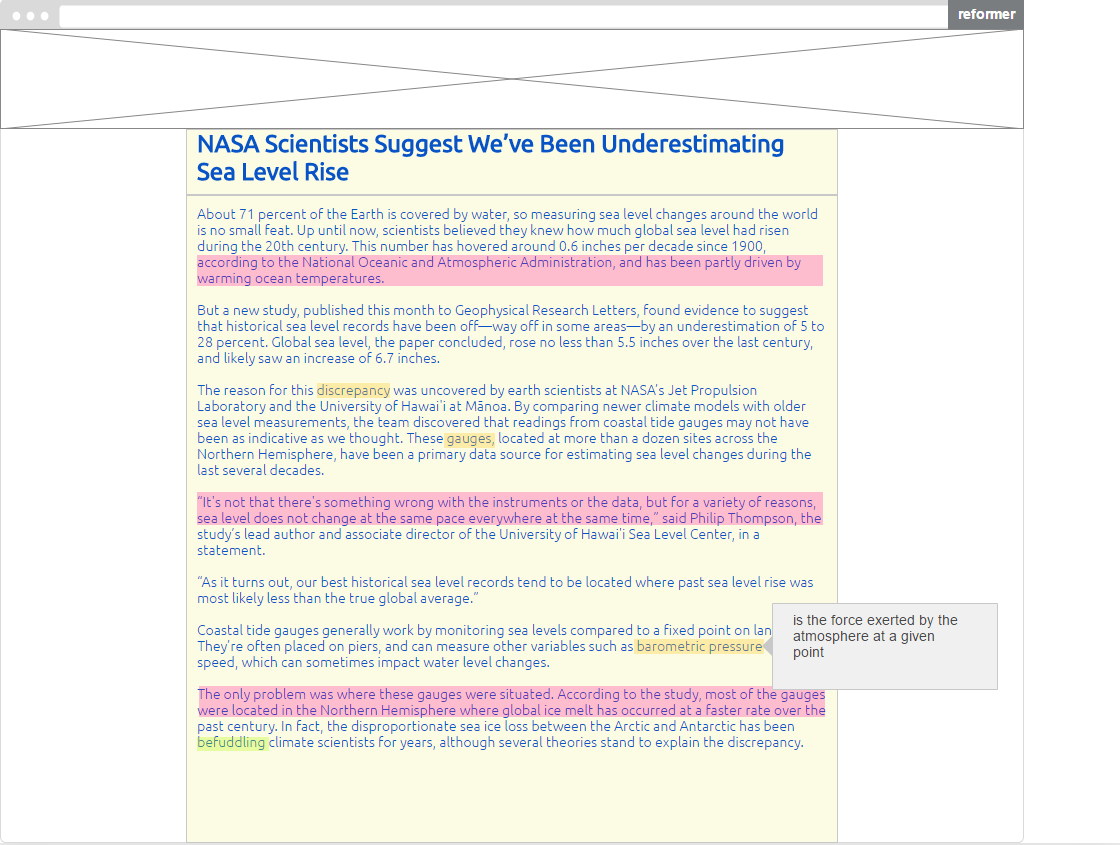 reformer
NASA Scientists Suggest We’ve Been Underestimating
Sea Level Rise
About 71 percent of the Earth is covered by water, so measuring sea level changes around the world
is no small feat. Up until now, scientists believed they knew how much global sea level had risen
during the 20th century. This number has hovered around 0.6 inches per decade since 1900,
according to the National Oceanic and Atmospheric Administration, and has been partly driven by
warming ocean temperatures.
But a new study, published this month to Geophysical Research Letters, found evidence to suggest
that historical sea level records have been off—way off in some areas—by an underestimation of 5 to
28 percent. Global sea level, the paper concluded, rose no less than 5.5 inches over the last century,
and likely saw an increase of 6.7 inches.
The reason for this discrepancy was uncovered by earth scientists at NASA’s Jet Propulsion
Laboratory and the University of Hawai’i at Mānoa. By comparing newer climate models with older
sea level measurements, the team discovered that readings from coastal tide gauges may not have
been as indicative as we thought. These gauges, located at more than a dozen sites across the
Northern Hemisphere, have been a primary data source for estimating sea level changes during the
last several decades.
“It's not that there's something wrong with the instruments or the data, but for a variety of reasons,
sea level does not change at the same pace everywhere at the same time,” said Philip Thompson, the
study’s lead author and associate director of the University of Hawai’i Sea Level Center, in a
statement.
“As it turns out, our best historical sea level records tend to be located where past sea level rise was
most likely less than the true global average.”
Coastal tide gauges generally work by monitoring sea levels compared to a fixed point on lan
They’re often placed on piers, and can measure other variables such as barometric pressure
speed, which can sometimes impact water level changes.
is the force exerted by the
atmosphere at a given
point
The only problem was where these gauges were situated. According to the study, most of the gauges
were located in the Northern Hemisphere where global ice melt has occurred at a faster rate over the
past century. In fact, the disproportionate sea ice loss between the Arctic and Antarctic has been
befuddling climate scientists for years, although several theories stand to explain the discrepancy.